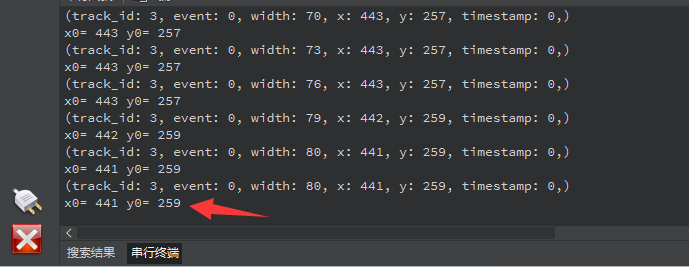 (track_id: 3, event: 0, width: 70, x: 443, y: 257, timestamp: 0,)
x0= 443 y0= 257
(track_id: 3, event: 0, width: 73, x: 443, y: 257, timestamp: 0,)
x0= 443 y0= 257
(track_id: 3, event: 0, width: 76, x: 443, y: 257, timestamp: 0,)
x0= 443 y0= 257
(track_id: 3, event: 0, width: 79, x: 442, y: 259, timestamp: 0,)
x0= 442 y0= 259
(track_id: 3, event: 0, width: 80, x: 441, y: 259, timestamp: 0,)
x0= 441 y0= 259
(track_id: 3, event: 0, width: 80, x: 441, y: 259, timestamp: 0,)
x0= 441 y0= 259
搜索结果 串行终端